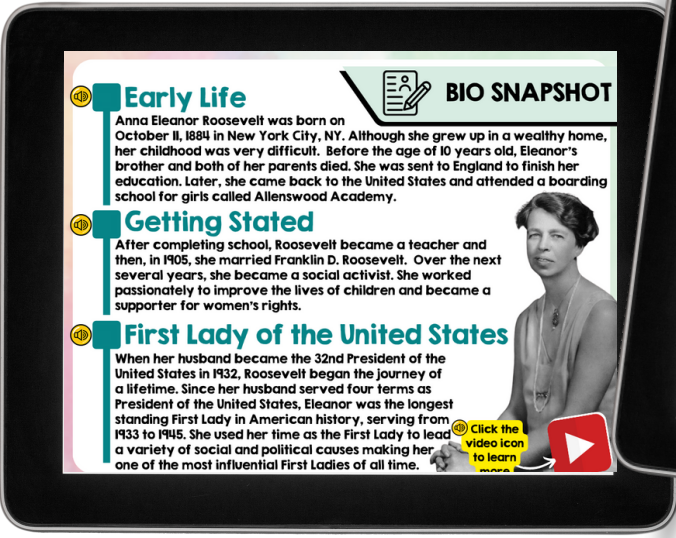 BIO SNAPSHOT
Early Life
Anna Eleanor Roosevelt was born on
October 11, 1884 in New York City, NY. Although she grew up in a wealthy home,
her childhood was very difficult. Before the age of 10 years old, Eleanor's
brother and both of her parents died. She was sent to England to finish her
education. Later, she came back to the United States and attended a boarding
school for girls called Allenswood Academy.
Getting Stated
After completing school, Roosevelt became a teacher and
then, in 1905, she married Franklin D. Roosevelt. Over the next
several years, she became a social activist. She worked
passionately to improve the lives of children and became a
supporter for women's rights.
First Lady of the United States
When her husband became the 32nd President of the
United States in 1932, Roosevelt began the journey of
a lifetime. Since her husband served four terms as
President of the United States, Eleanor was the longest
standing First Lady in American history, serving from
1933 to 1945. She used her time as the First Lady to lead
a variety of social and political causes making her
one of the most influential First Ladies of all time.
Click the
video icon
to learn
more